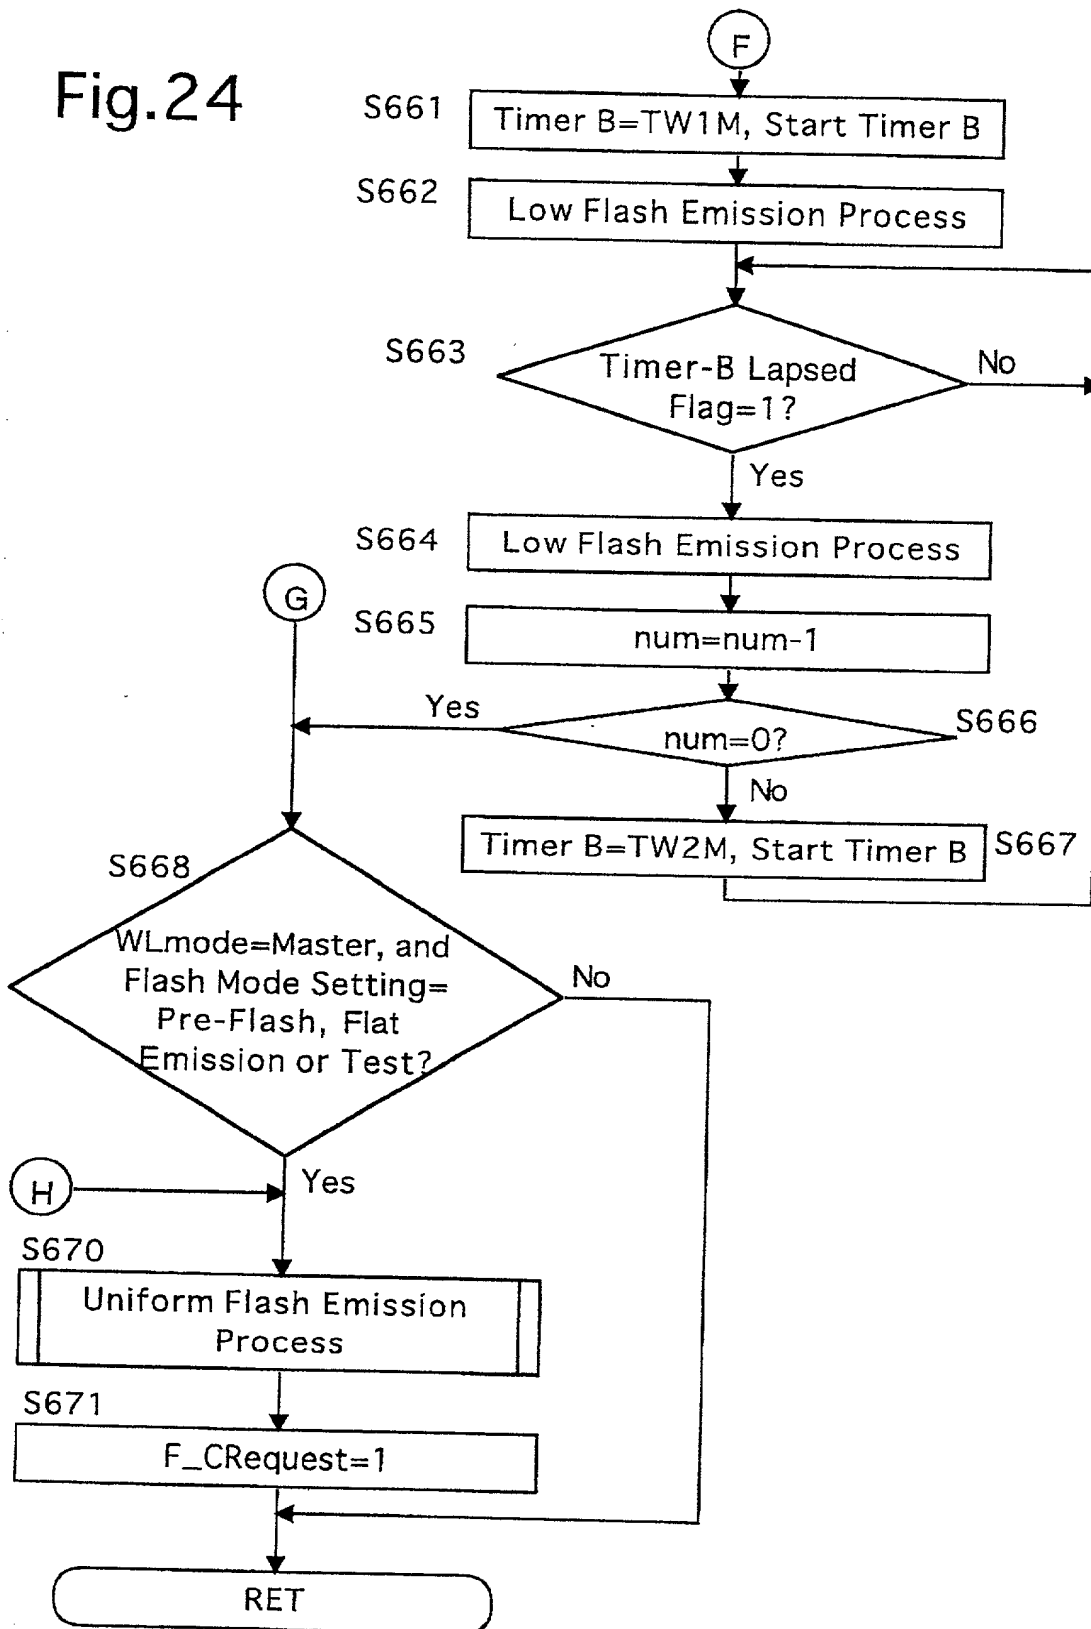 Fig.24
F
S661
Timer B=TW1M, Start Timer B
S662
Low Flash Emission Process
S663
Timer-B Lapsed
Flag=1?
No
Yes
S664
Low Flash Emission Process
G
S665
num=num-1
Yes
num=0?
S666
No
Timer B=TW2M, Start Timer B
S667
S668
WLmode=Master, and
Flash Mode Setting=
Pre-Flash, Flat
Emission or Test?
No
H
Yes
S670
Uniform Flash Emission
Process
S671
F_CRequest=1
RET